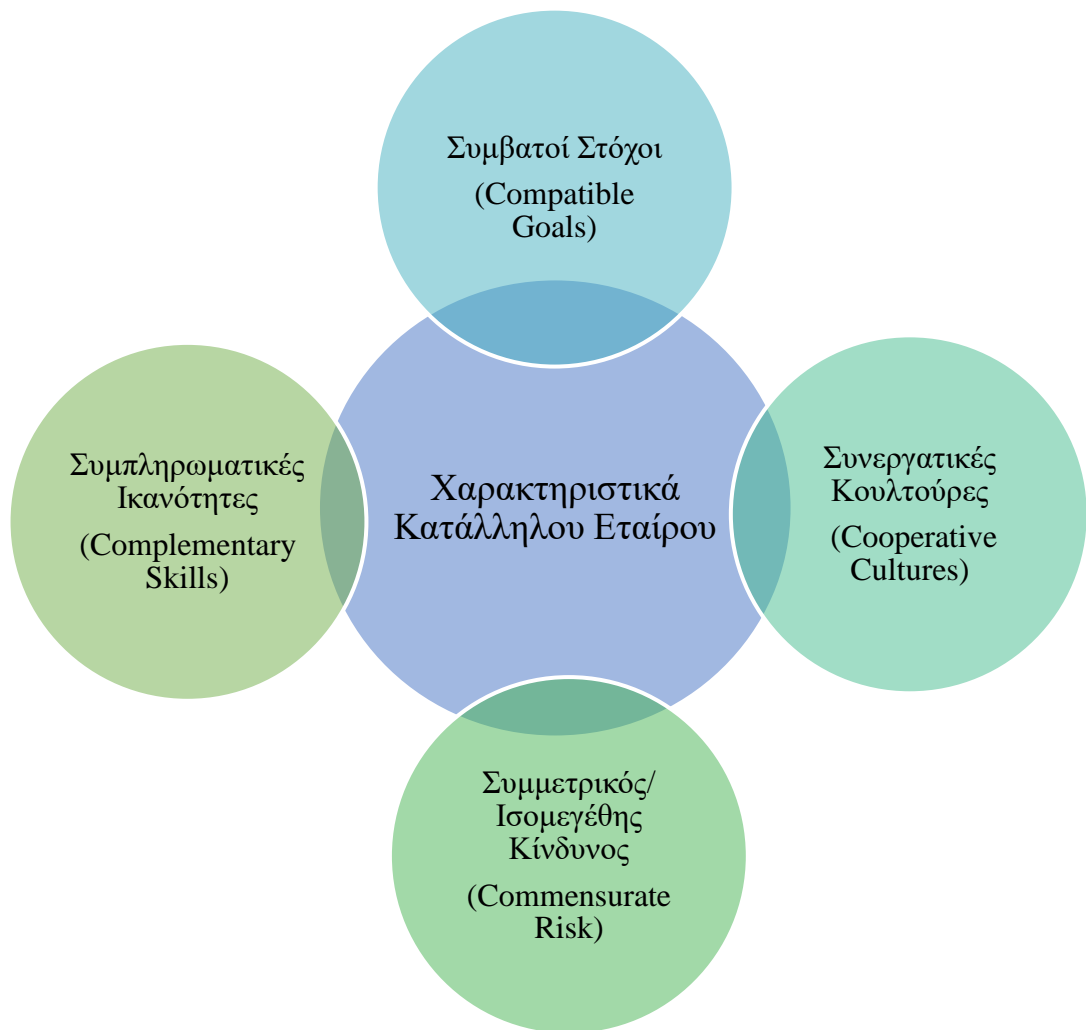 Συμβατοί Στόχοι
(Compatible
Goals)
Συμπληρωματικές
Ικανότητες
(Complementary
Skills)
Χαρακτηριστικά
Κατάλληλου Εταίρου
Συνεργατικές
Κουλτούρες
(Cooperative
Cultures)
Συμμετρικός/
Ισομεγέθης
Κίνδυνος
(Commensurate
Risk)